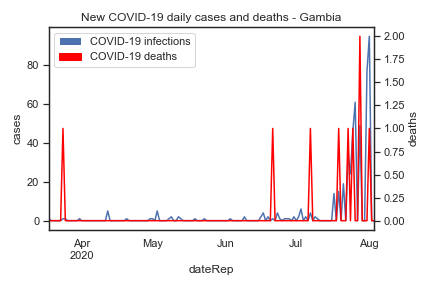 New COVID-19 daily cases and deaths - Gambia
COVID-19 infections
COVID-19 deaths
cases
80
60
40
20
0
deaths
2.00
1.75
1.50
1.25
1.00
0.75
0.50
0.25
0.00
Apr
2020
May
Jun
Jul
Aug
dateRep